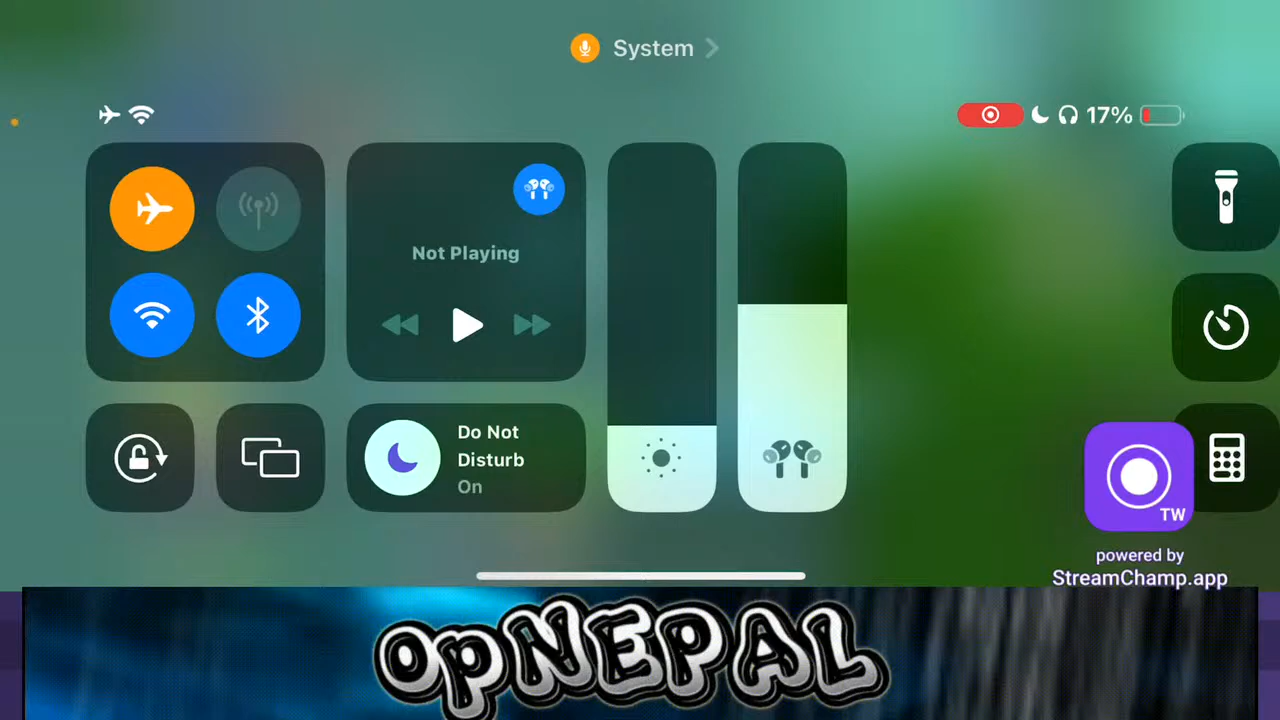 System
17%
Not Playing
Do Not
Disturb
On
TW
powered by
StreamChamp.app
OpNEPAL